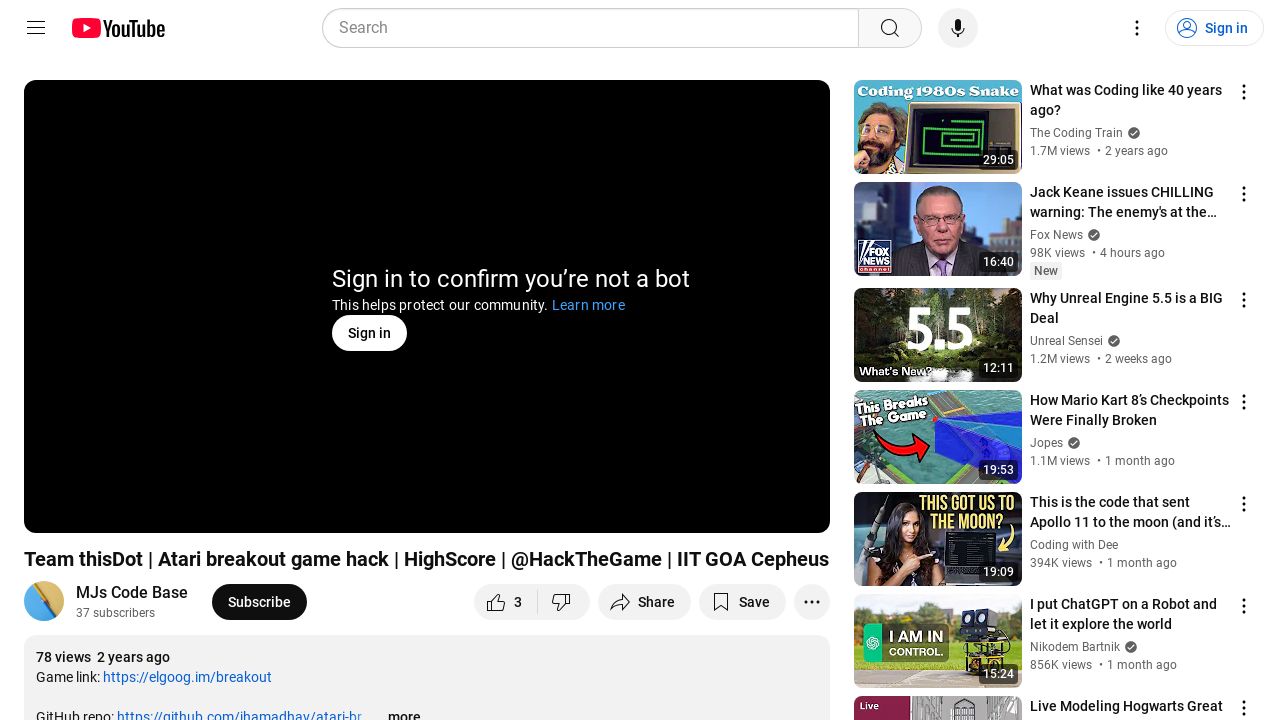 YouTube
Search
Sign in
Sign in to confirm you’re not a bot
This helps protect our community. Learn more
Sign in
Team thisDot | Atari breakout game hack | HighScore | @HackTheGame | IIT GOA Cepheus
MJs Code Base
37 subscribers
Subscribe
3
Share
Save
78 views 2 years ago
Game link: https://elgoog.im/breakout
GitHub repo: https://github.com/jhamadhav/atari-br
...more
Coding 1980s Snake
29:05
What was Coding like 40 years
ago?
The Coding Train
1.7M views • 2 years ago
FOX
NEWS
channel
16:40
Jack Keane issues CHILLING
warning: The enemy's at the…
Fox News
98K views • 4 hours ago
New
5.5
What's New?
12:11
Why Unreal Engine 5.5 is a BIG
Deal
Unreal Sensei
1.2M views • 2 weeks ago
This Breaks
The Game
19:53
How Mario Kart 8’s Checkpoints
Were Finally Broken
Jopes
1.1M views • 1 month ago
THIS GOT US TO
THE MOON?
19:09
This is the code that sent
Apollo 11 to the moon (and it’s…
Coding with Dee
394K views • 1 month ago
I AM IN
CONTROL.
15:24
I put ChatGPT on a Robot and
let it explore the world
Nikodem Bartnik
856K views • 1 month ago
Live
Live Modeling Hogwarts Great